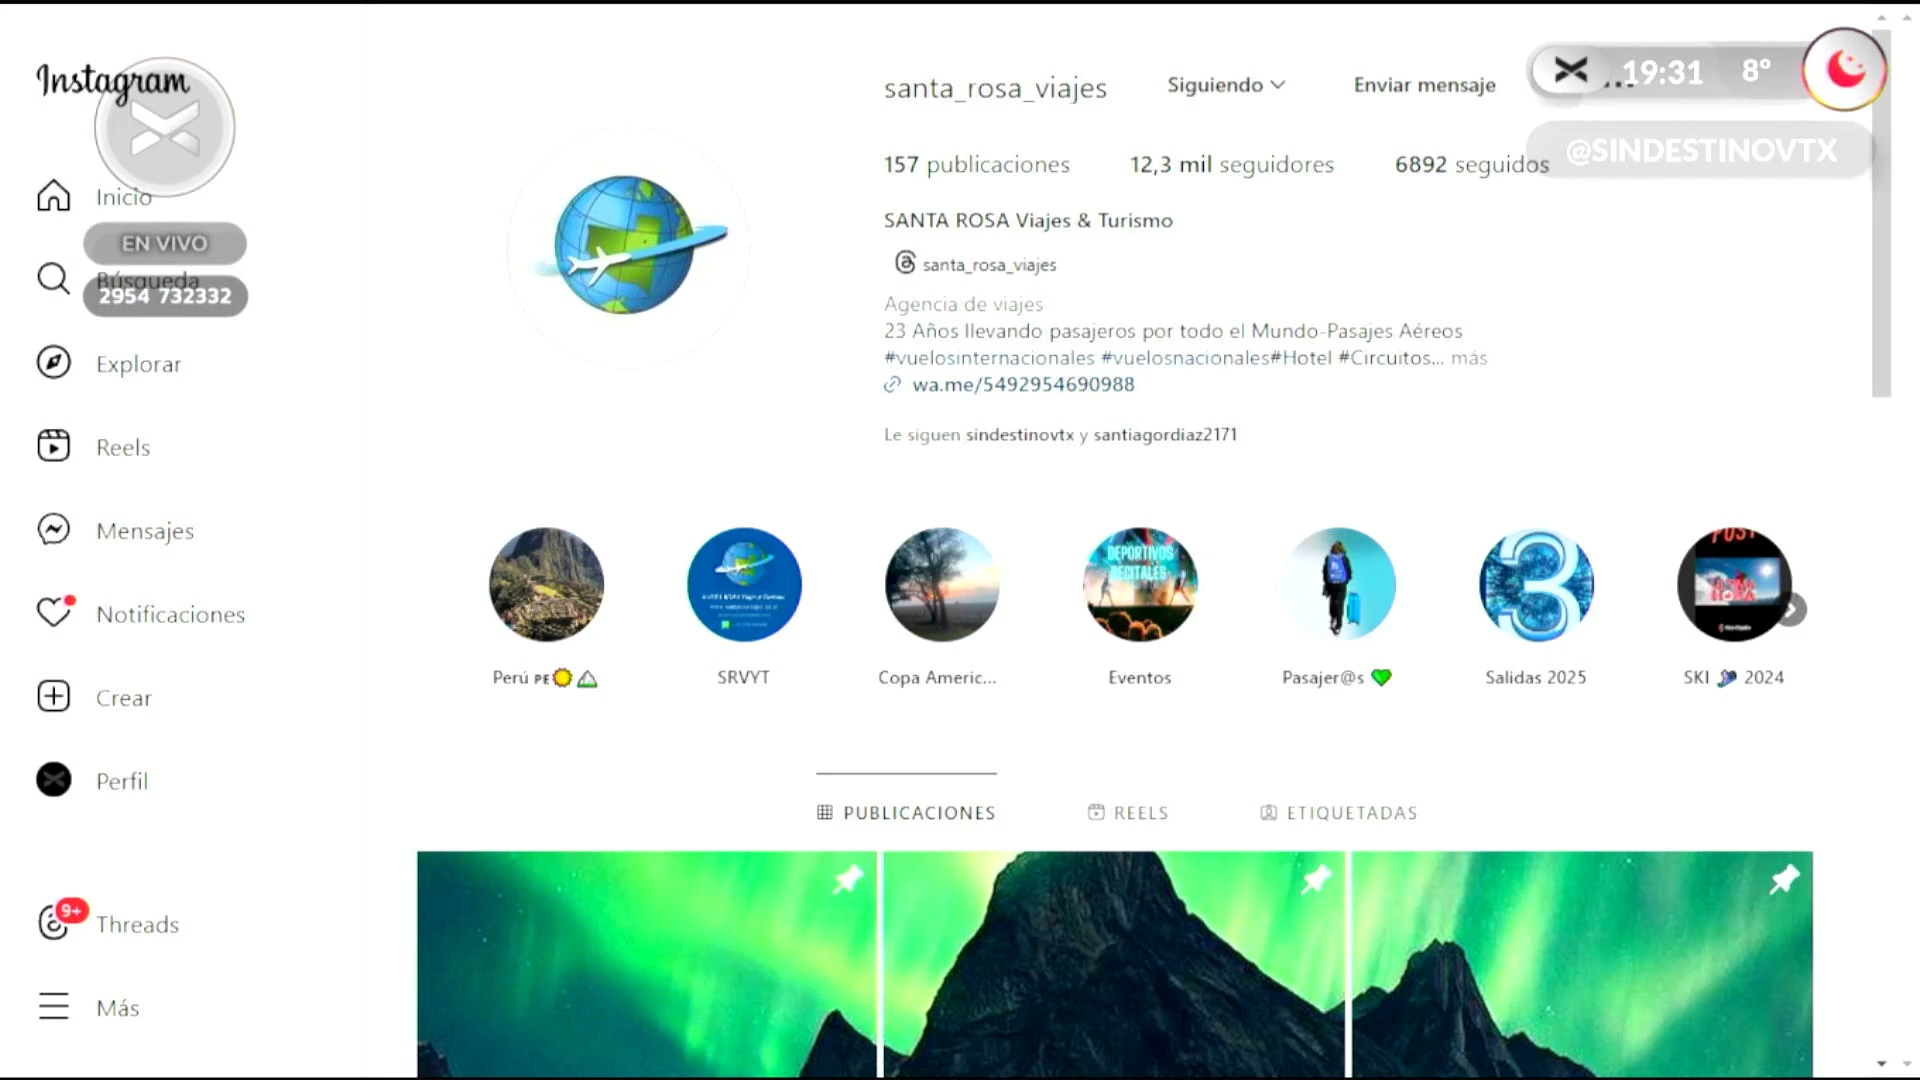 Instagram
Inicio
EN VIVO
Búsqueda
2954 732332
Explorar
Reels
Mensajes
Notificaciones
Crear
Perfil
9+
Threads
Más
santa_rosa_viajes
Siguiendo
Enviar mensaje
19:31 8°
@SINDESTINOVTX
157 publicaciones
12,3 mil seguidores
6892 seguidos
SANTA ROSA Viajes & Turismo
santa_rosa_viajes
Agencia de viajes
23 Años llevando pasajeros por todo el Mundo-Pasajes Aéreos
#vuelosinternacionales #vuelosnacionales#Hotel #Circuitos... más
wa.me/5492954690988
Le siguen sindestinovtx y santiagordiaz2171
DEPORTIVOS
RECITALES
3
POST
Perú PE
SRVYT
Copa Americ...
Eventos
Pasajer@s
Salidas 2025
SKI 2024
PUBLICACIONES
REELS
ETIQUETADAS